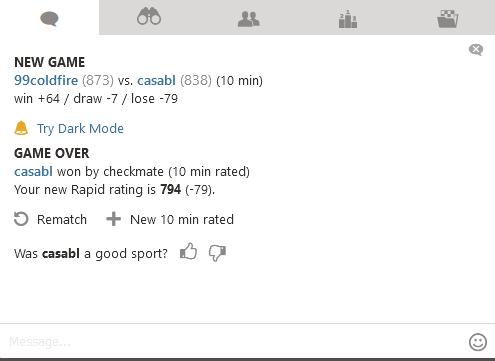 NEW GAME
99coldfire (873) vs. casabl (838) (10 min)
win +64 / draw -7 / lose -79
Try Dark Mode
GAME OVER
casabl won by checkmate (10 min rated)
Your new Rapid rating is 794 (-79).
Rematch New 10 min rated
Was casabl a good sport?
Message...